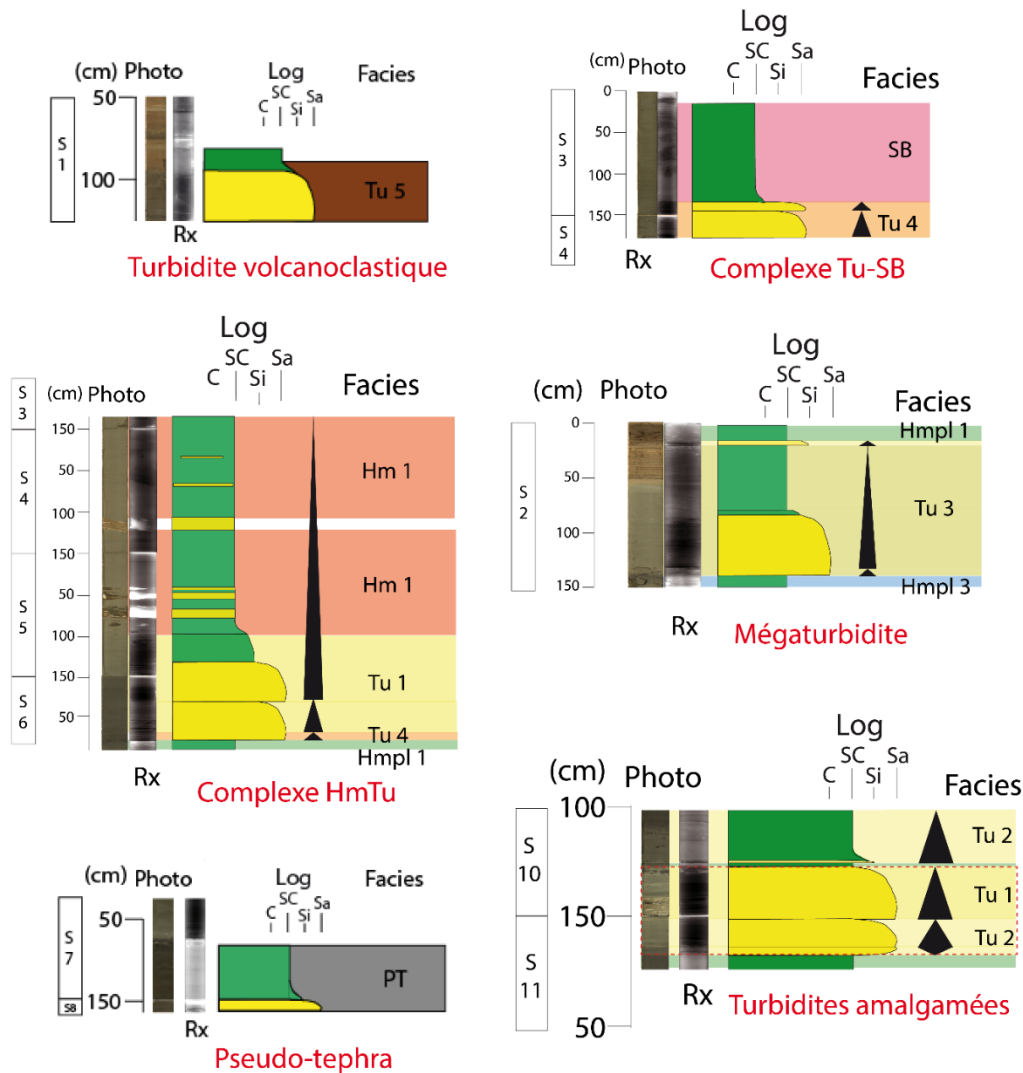 (cm) Photo Log Facies
C SC Si Sa
50
S 1
100
Tu 5
Rx
Turbidite volcanoclastique
Log
(cm) Photo C SC Si Sa Facies
0
50
S 3
100
SB
150
S 4
Tu 4
Rx
Complexe Tu-SB
Log
SC Sa
C Si
S 3
(cm) Photo Facies
150
S 4
50
Hm 1
100
150
50
Hm 1
S 5
100
150
Tu 1
S 6
50
Tu 4
Hmpl 1
Rx
Complexe HmTu
Log
SC Sa
C Si
(cm) Photo Facies
0
Hmpl 1
S 2
50
Tu 3
100
150
Hmpl 3
Rx
Mégaturbidite
(cm) Photo Log Facies
C SC Si Sa
50
S 7
PT
150
S8
Rx
Pseudo-tephra
Log
SC Sa
C Si
(cm) Photo Facies
100
S 10
Tu 2
Tu 1
150
Tu 2
S 11
50
Rx
Turbidites amalgamées